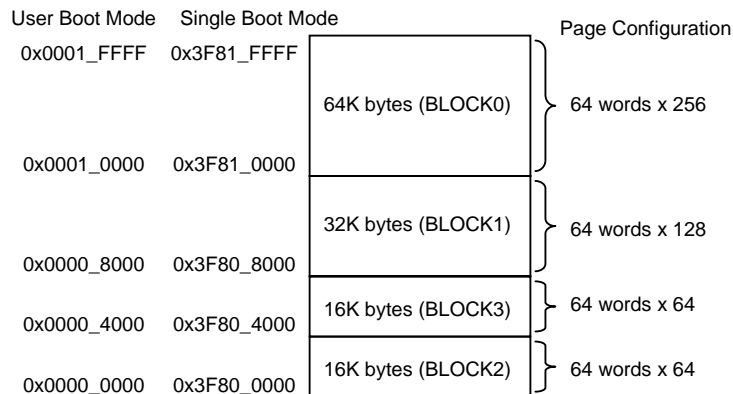 User Boot Mode Single Boot Mode Page Configuration
0x0001_FFFF 0x3F81_FFFF
64K bytes (BLOCK0) 64 words x 256
0x0001_0000 0x3F81_0000
32K bytes (BLOCK1) 64 words x 128
0x0000_8000 0x3F80_8000
16K bytes (BLOCK3) 64 words x 64
0x0000_4000 0x3F80_4000
16K bytes (BLOCK2) 64 words x 64
0x0000_0000 0x3F80_0000